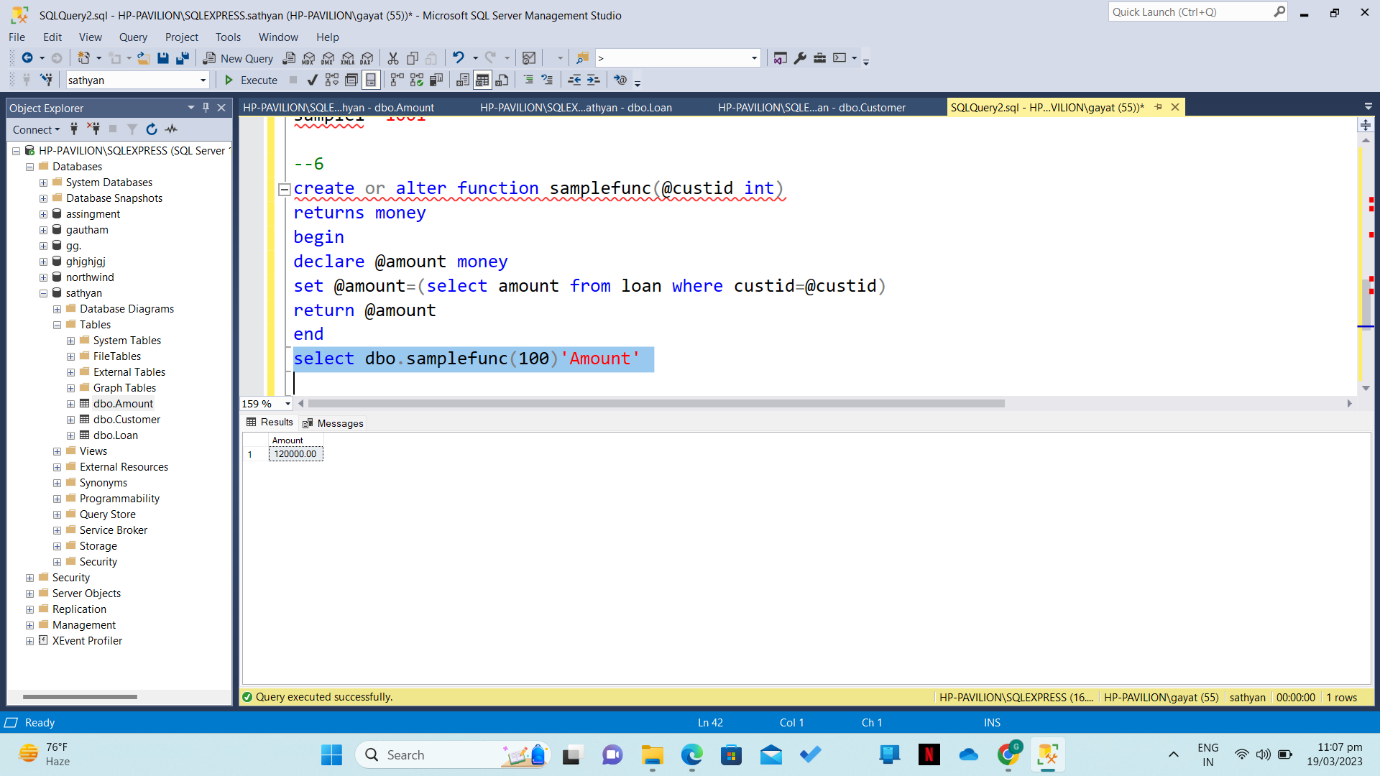 SQLQuery2.sql - HP-PAVILION\SQLEXPRESS.sathyan (HP-PAVILION\gayat (55))* - Microsoft SQL Server Management Studio
Quick Launch (Ctrl+Q)
File Edit View Query Project Tools Window Help
New Query
>
sathyan
Execute
Object Explorer
HP-PAVILION\SQLE...hyan - dbo.Amount
HP-PAVILION\SQLEX...athyan - dbo.Loan
HP-PAVILION\SQLE...an - dbo.Customer
SQLQuery2.sql - HP...VILION\gayat (55))*
Connect
HP-PAVILION\SQLEXPRESS (SQL Server
Databases
System Databases
Database Snapshots
assingment
gautham
gg.
ghjghjgj
northwind
sathyan
Database Diagrams
Tables
System Tables
FileTables
External Tables
Graph Tables
dbo.Amount
dbo.Customer
dbo.Loan
Views
External Resources
Synonyms
Programmability
Query Store
Service Broker
Storage
Security
Security
Server Objects
Replication
Management
XEvent Profiler
--6
create or alter function samplefunc(@custid int)
returns money
begin
declare @amount money
set @amount=(select amount from loan where custid=@custid)
return @amount
end
select dbo.samplefunc(100)'Amount'
159 %
Results Messages
Amount
1 120000.00
Query executed successfully.
HP-PAVILION\SQLEXPRESS (16.... HP-PAVILION\gayat (55) sathyan 00:00:00 1 rows
Ready Ln 42 Col 1 Ch 1 INS
76°F
Haze
Search
ENG
IN
11:07 pm
19/03/2023